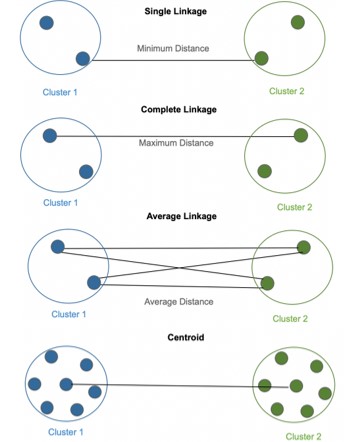 Single Linkage
Minimum Distance
Cluster 1
Cluster 2
Complete Linkage
Maximum Distance
Cluster 1
Cluster 2
Average Linkage
Average Distance
Cluster 1
Cluster 2
Centroid
Cluster 1
Cluster 2